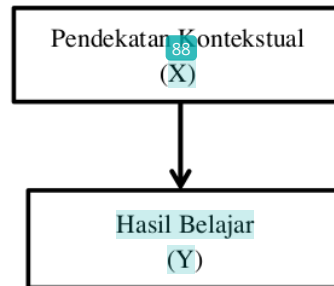 Pendekatan Kontekstual
88
(X)
Hasil Belajar
(Y)